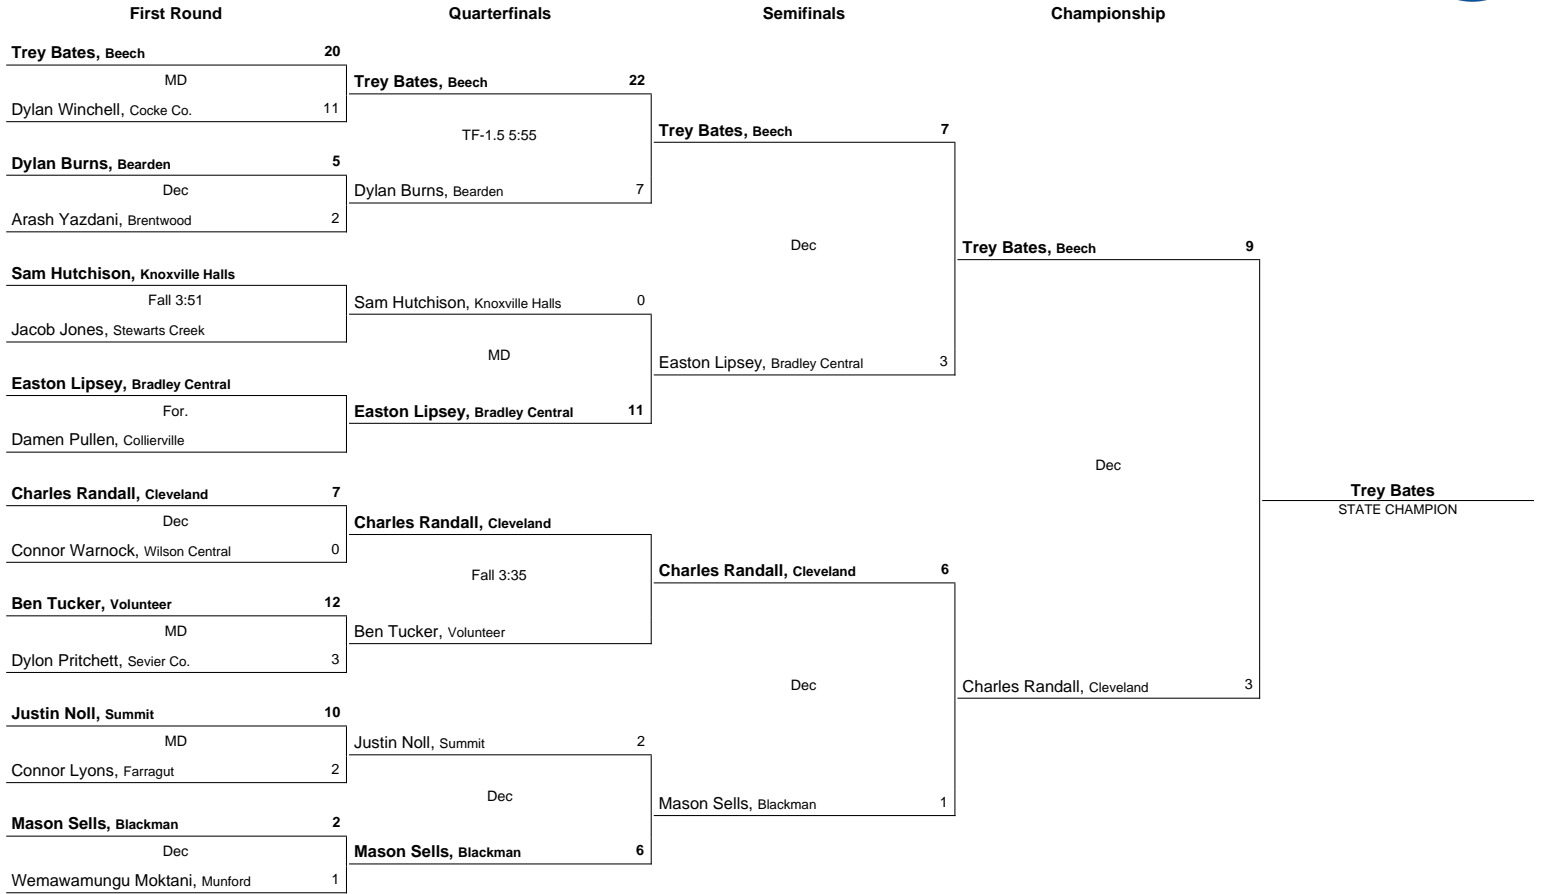 First Round Quarterfinals Semifinals Championship
Trey Bates, Beech 20
MD
Dylan Winchell, Cocke Co. 11
Dylan Burns, Bearden 5
Dec
Arash Yazdani, Brentwood 2
Sam Hutchison, Knoxville Halls
Fall 3:51
Jacob Jones, Stewarts Creek
Easton Lipsey, Bradley Central
For.
Damen Pullen, Collierville
Charles Randall, Cleveland 7
Dec
Connor Warnock, Wilson Central 0
Ben Tucker, Volunteer 12
MD
Dylon Pritchett, Sevier Co. 3
Justin Noll, Summit 10
MD
Connor Lyons, Farragut 2
Mason Sells, Blackman 2
Dec
Wemawamungu Moktani, Munford 1
Trey Bates, Beech 22
TF-1.5 5:55
Dylan Burns, Bearden 7
Sam Hutchison, Knoxville Halls 0
MD
Easton Lipsey, Bradley Central 11
Charles Randall, Cleveland
Fall 3:35
Ben Tucker, Volunteer
Justin Noll, Summit 2
Dec
Mason Sells, Blackman 6
Trey Bates, Beech 7
Dec
Easton Lipsey, Bradley Central 3
Charles Randall, Cleveland 6
Dec
Mason Sells, Blackman 1
Trey Bates, Beech 9
Dec
Charles Randall, Cleveland 3
Trey Bates
STATE CHAMPION